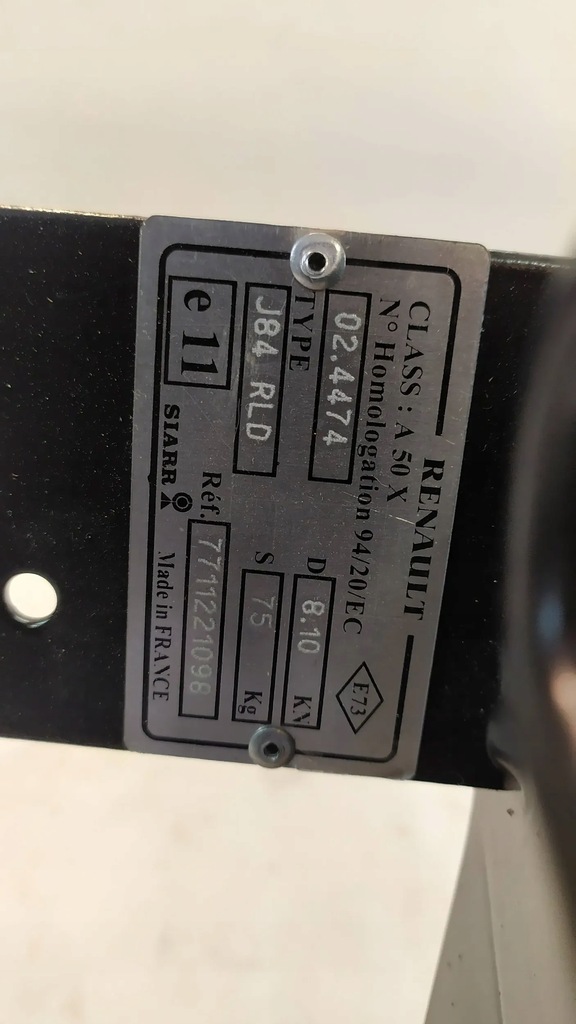 RENAULT
CLASS : A 50 X
N° Homologation 94/20/EC
E73
02.4474
D 8.10 KN
TYPE
J84 RLD
S 75 Kg
e 11
Réf. 7711221098
SIARR
Made in FRANCE